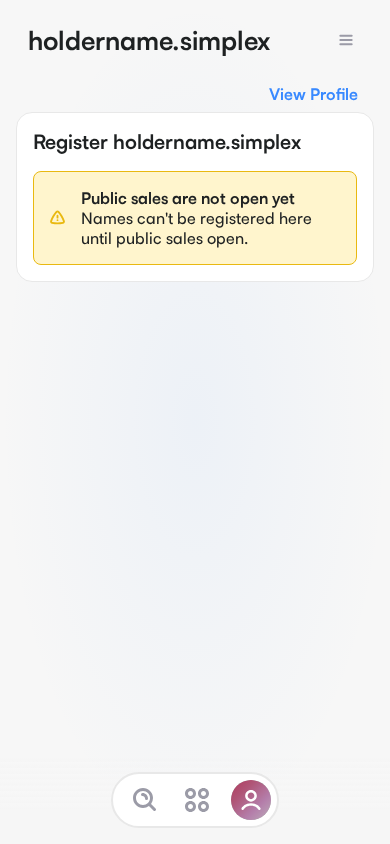 holdername.simplex
View Profile
Register holdername.simplex
Public sales are not open yet
Names can't be registered here
until public sales open.